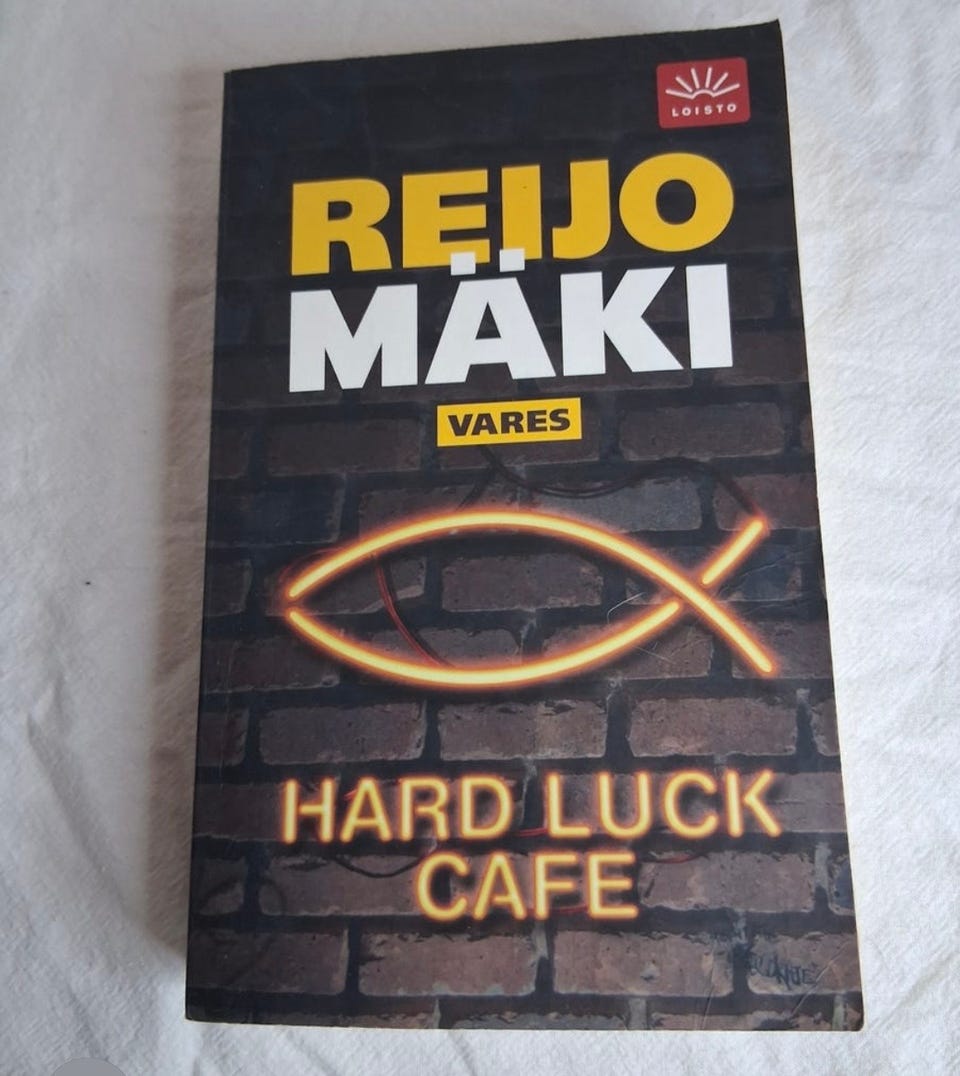 LOISTO
REIJO
MÄKI
VARES
HARD LUCK
CAFE